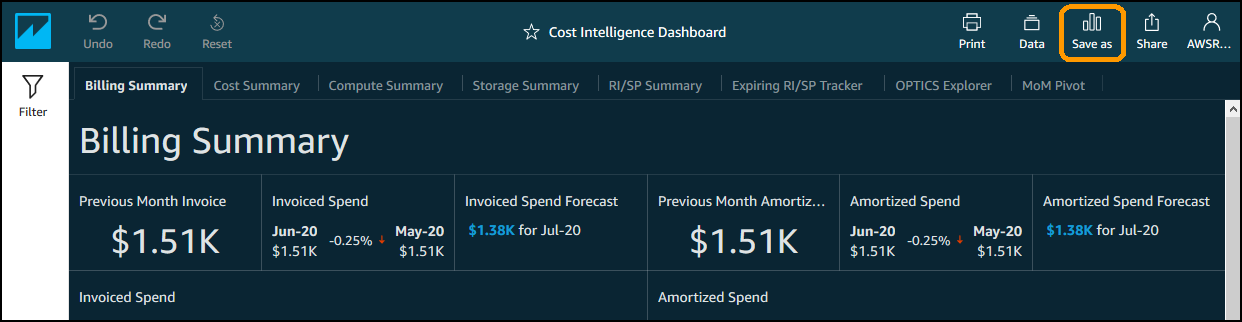 Undo Redo Reset Cost Intelligence Dashboard Print Data Save as Share AWSR...
Filter
Billing Summary Cost Summary Compute Summary Storage Summary RI/SP Summary Expiring RI/SP Tracker OPTICS Explorer MoM Pivot
Billing Summary
Previous Month Invoice
$1.51K
Invoiced Spend
Jun-20 May-20
-0.25%
$1.51K $1.51K
Invoiced Spend Forecast
$1.38K for Jul-20
Previous Month Amortiz...
$1.51K
Amortized Spend
Jun-20 May-20
-0.25%
$1.51K $1.51K
Amortized Spend Forecast
$1.38K for Jul-20
Invoiced Spend
Amortized Spend